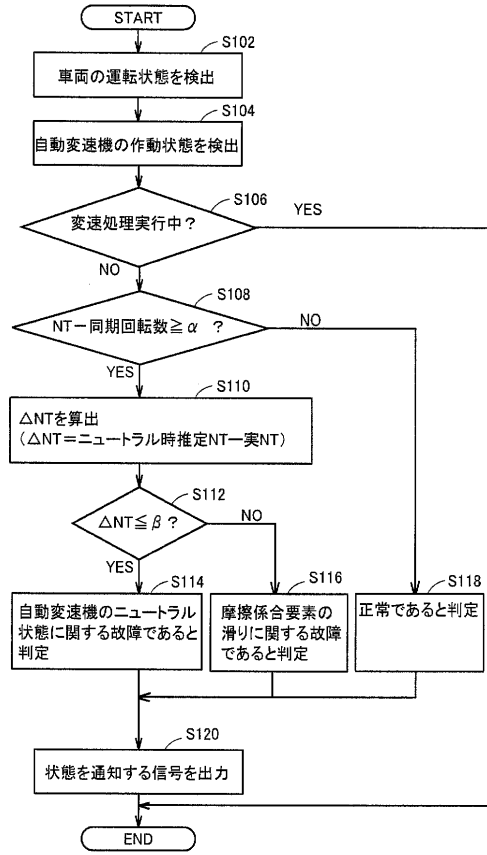 START
S102
車両の運転状態を検出
S104
自動変速機の作動状態を検出
S106
変速処理実行中？
YES
NO
S108
NT－同期回転数≧α ？
NO
YES
S110
△NTを算出
（△NT＝ニュートラル時推定NT－実NT）
S112
△NT≦β？
NO
YES
S114
自動変速機のニュートラル
状態に関する故障であると
判定
S116
摩擦係合要素の
滑りに関する故障
であると判定
S118
正常であると判定
S120
状態を通知する信号を出力
END